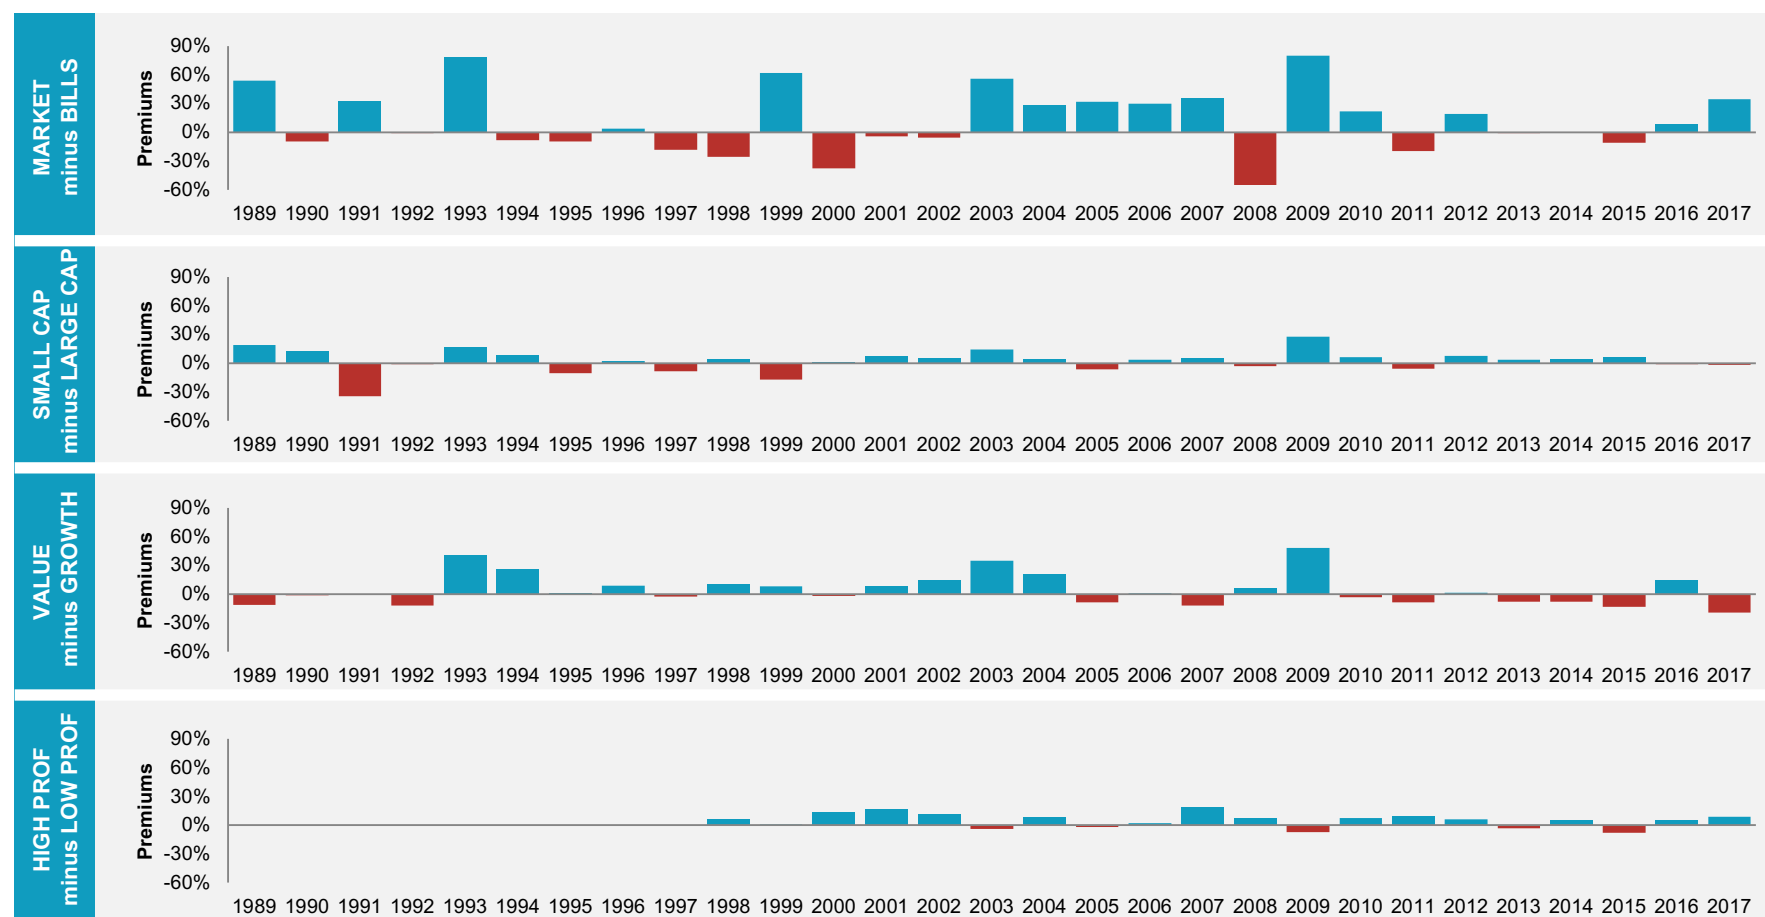 MARKET
minus BILLS
Premiums
90%
60%
30%
0%
-30%
-60%
1989 1990 1991 1992 1993 1994 1995 1996 1997 1998 1999 2000 2001 2002 2003 2004 2005 2006 2007 2008 2009 2010 2011 2012 2013 2014 2015 2016 2017
SMALL CAP
minus LARGE CAP
Premiums
90%
60%
30%
0%
-30%
-60%
1989 1990 1991 1992 1993 1994 1995 1996 1997 1998 1999 2000 2001 2002 2003 2004 2005 2006 2007 2008 2009 2010 2011 2012 2013 2014 2015 2016 2017
VALUE
minus GROWTH
Premiums
90%
60%
30%
0%
-30%
-60%
1989 1990 1991 1992 1993 1994 1995 1996 1997 1998 1999 2000 2001 2002 2003 2004 2005 2006 2007 2008 2009 2010 2011 2012 2013 2014 2015 2016 2017
HIGH PROF
minus LOW PROF
Premiums
90%
60%
30%
0%
-30%
-60%
1989 1990 1991 1992 1993 1994 1995 1996 1997 1998 1999 2000 2001 2002 2003 2004 2005 2006 2007 2008 2009 2010 2011 2012 2013 2014 2015 2016 2017